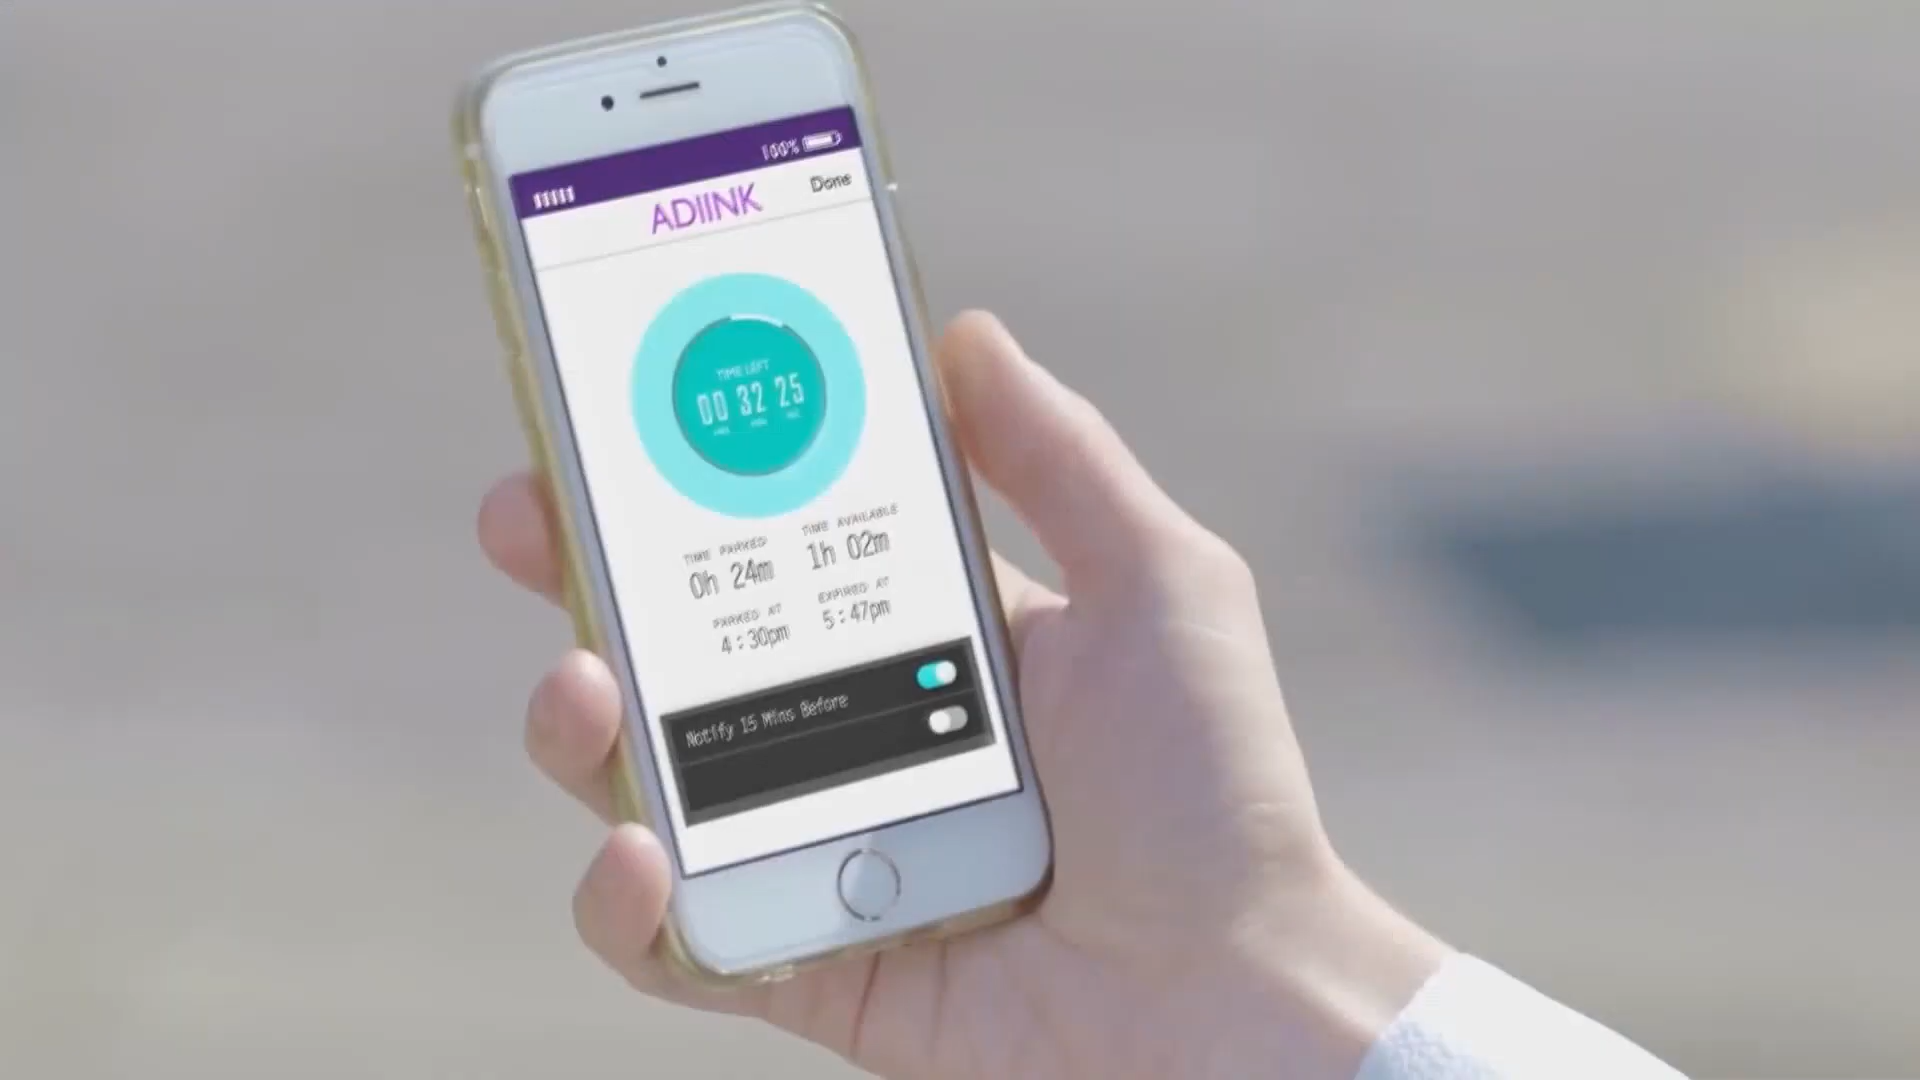 100%
ADIINK
Done
TIME LEFT
00 32 25
TIME PARKED
0h 24m
TIME AVAILABLE
1h 02m
PARKED AT
4:30pm
EXPIRED AT
5:47pm
Notify 15 Mins Before